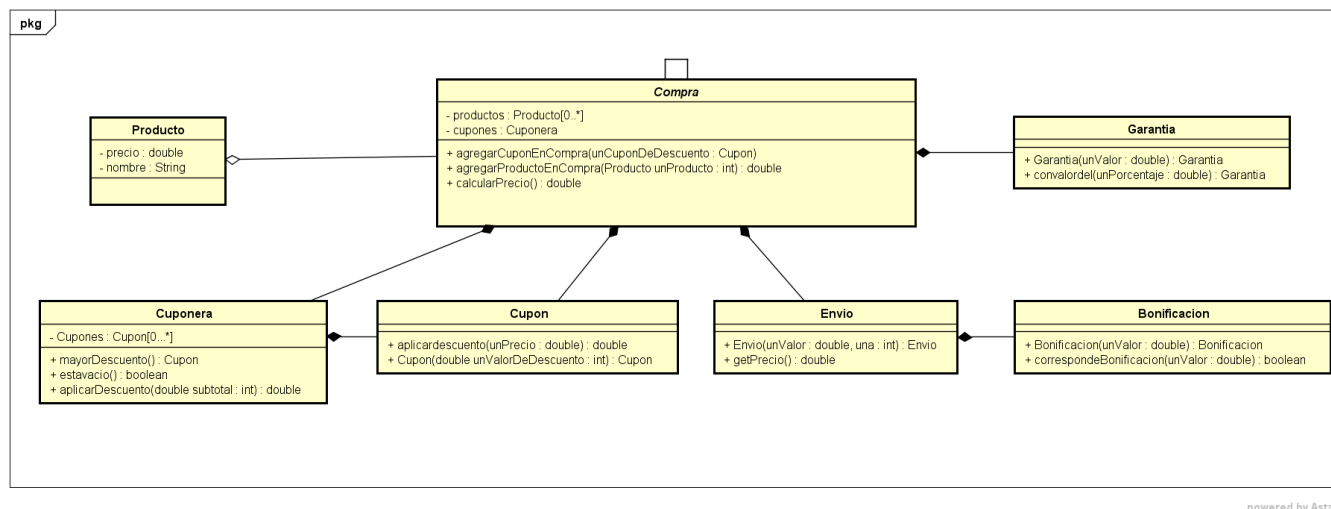 pkg
Compra
- productos : Producto[0..*]
- cupones : Cuponera
+ agregarCuponEnCompra(unCuponDeDescuento : Cupon)
+ agregarProductoEnCompra(Producto unProducto : int) : double
+ calcularPrecio() : double
Producto
- precio : double
- nombre : String
Garantia
+ Garantia(unValor : double) : Garantia
+ convalordel(unPorcentaje : double) : Garantia
Cuponera
- Cupones : Cupon[0...*]
+ mayorDescuento() : Cupon
+ estavacio() : boolean
+ aplicarDescuento(double subtotal : int) : double
Cupon
+ aplicardescuento(unPrecio : double) : double
+ Cupon(double unValorDeDescuento : int) : Cupon
Envio
+ Envio(unValor : double, una : int) : Envio
+ getPrecio() : double
Bonificacion
+ Bonificacion(unValor : double) : Bonificacion
+ correspondeBonificacion(unValor : double) : boolean
powered by Asta